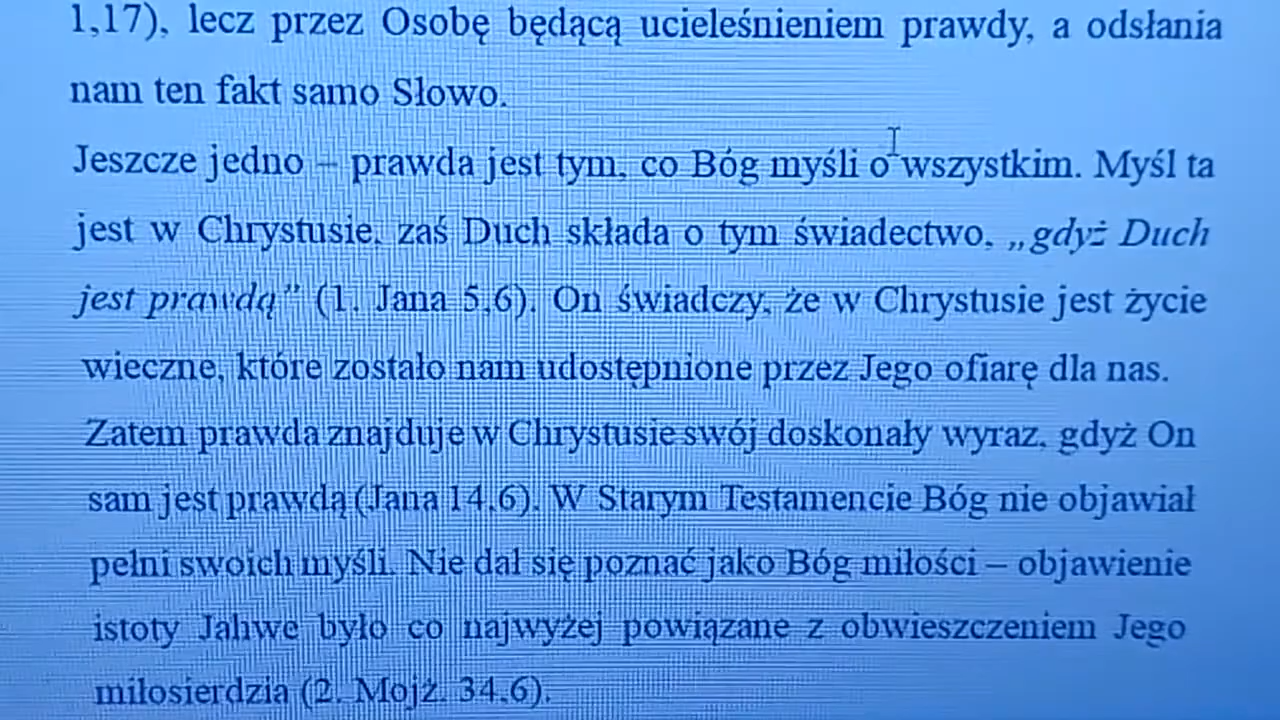 1,17), lecz przez Osobę będącą ucieleśnieniem prawdy, a odsłania
nam ten fakt samo Słowo.
Jeszcze jedno – prawda jest tym, co Bóg myśli o wszystkim. Myśl ta
jest w Chrystusie, zaś Duch składa o tym świadectwo, „gdyż Duch
jest prawdą” (1. Jana 5,6). On świadczy, że w Chrystusie jest życie
wieczne, które zostało nam udostępnione przez Jego ofiarę dla nas.
Zatem prawda znajduje w Chrystusie swój doskonały wyraz, gdyż On
sam jest prawdą (Jana 14,6). W Starym Testamencie Bóg nie objawiał
pełni swoich myśli. Nie dał się poznać jako Bóg miłości – objawienie
istoty Jahwe było co najwyżej powiązane z obwieszczeniem Jego
miłosierdzia (2. Mojż. 34,6).